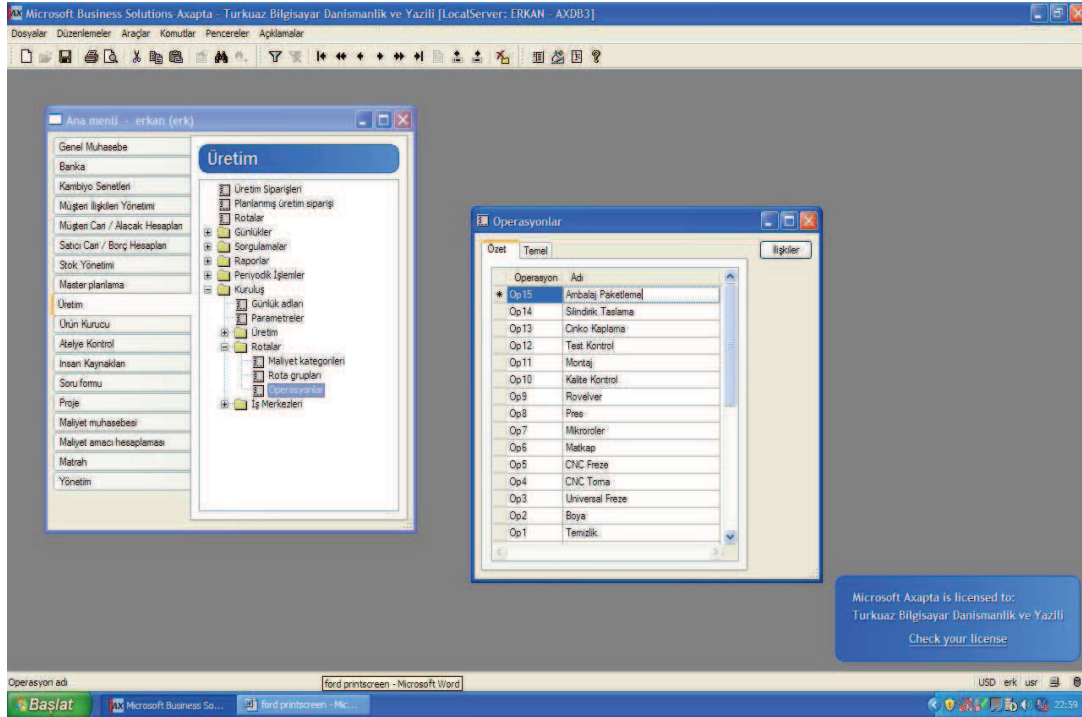 Microsoft Business Solutions-Axapta - Turkuaz Bilgisayar Danismanlik ve Yazili [LocalServer: ERKAN - AXDB3]
Dosyalar Düzenlemeler Araçlar Komutlar Pencereler Açıklamalar
Ana menü - erkan (erk)
Genel Muhasebe
Banka
Kambiyo Senetleri
Müşteri İlişkileri Yönetimi
Müşteri Cari / Alacak Hesapları
Satıcı Cari / Borç Hesapları
Stok Yönetimi
Master planlama
Üretim
Ürün Kurucu
Atelye Kontrol
İnsan Kaynakları
Soru formu
Proje
Maliyet muhasebesi
Maliyet amacı hesaplaması
Matrah
Yönetim
Üretim
Üretim Siparişleri
Planlanmış üretim siparişi
Rotalar
Günlükler
Sorgulamalar
Raporlar
Periyodik İşlemler
Kuruluş
Günlük adları
Parametreler
Üretim
Rotalar
Maliyet kategorileri
Rota grupları
Operasyonlar
İş Merkezleri
Operasyonlar
Özet Temel
İlişkiler
Operasyon Adı
Op15 Ambalaj Paketleme
Op14 Silindirik Taslama
Op13 Cinko Kaplama
Op12 Test Kontrol
Op11 Montaj
Op10 Kalite Kontrol
Op9 Rovelver
Op8 Pres
Op7 Mikroroler
Op6 Matkap
Op5 CNC Freze
Op4 CNC Torna
Op3 Universal Freze
Op2 Boya
Op1 Temizlik
Microsoft Axapta is licensed to:
Turkuaz Bilgisayar Danismanlik ve Yazili
Check your license
Operasyon adı
ford printscreen - Microsoft Word
USD erk usr
Başlat
Microsoft Business So...
ford printscreen - Mic...
22:59